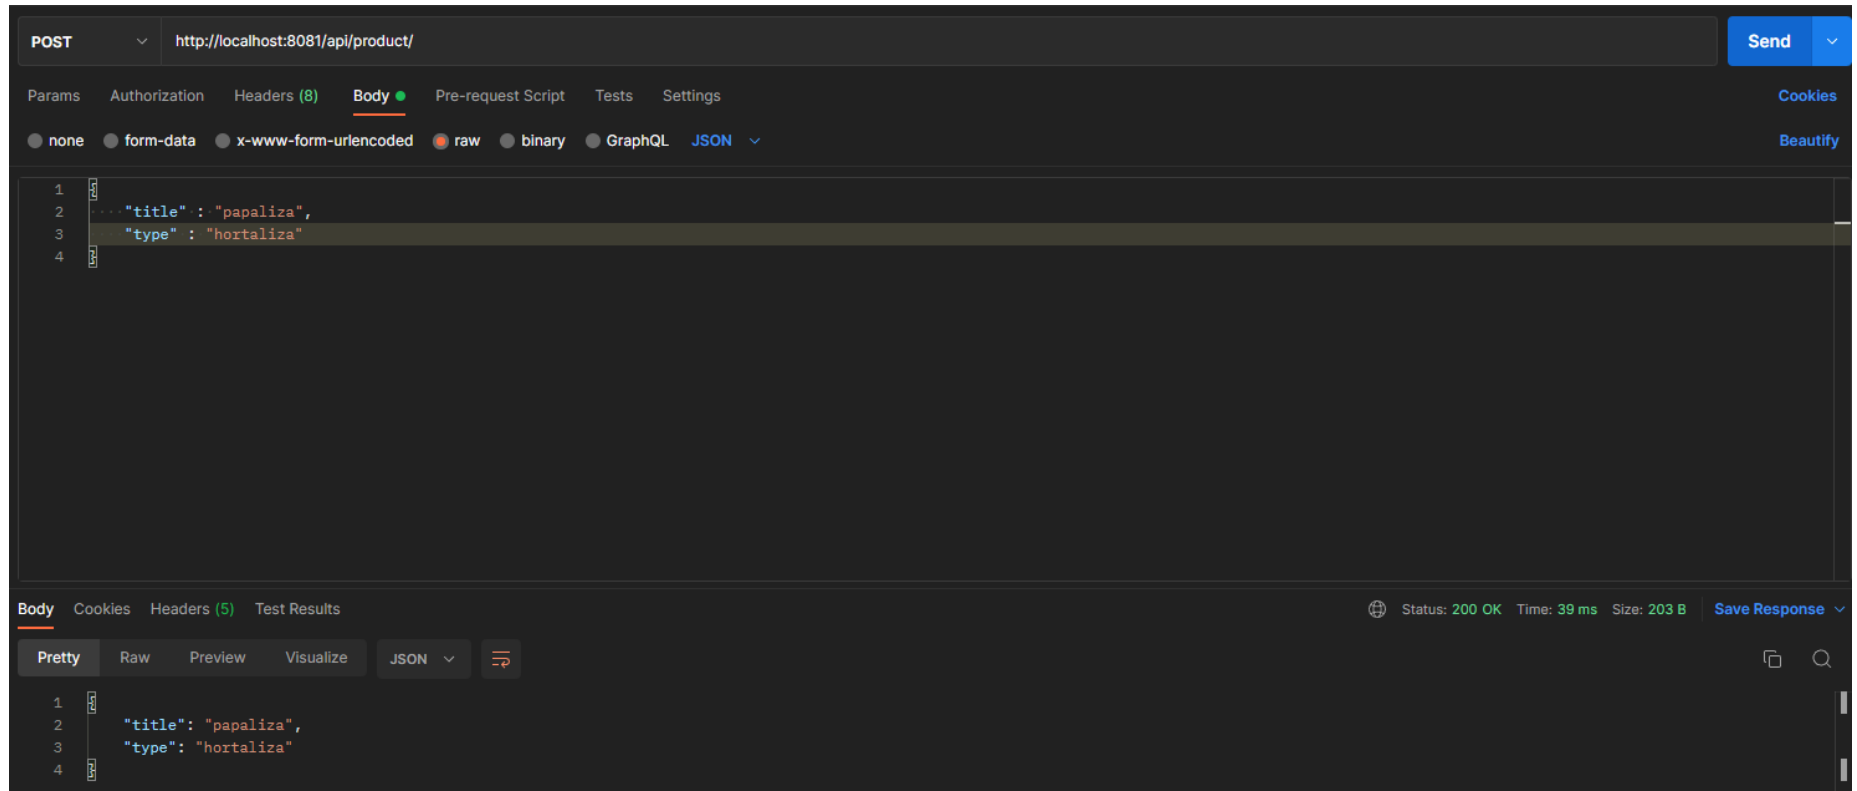 POST http://localhost:8081/api/product/ Send
Params Authorization Headers (8) Body Pre-request Script Tests Settings Cookies
none form-data x-www-form-urlencoded raw binary GraphQL JSON Beautify
1 {
2 "title" : "papaliza",
3 "type" : "hortaliza"
4 }
Body Cookies Headers (5) Test Results Status: 200 OK Time: 39 ms Size: 203 B Save Response
Pretty Raw Preview Visualize JSON
1 {
2 "title": "papaliza",
3 "type": "hortaliza"
4 }